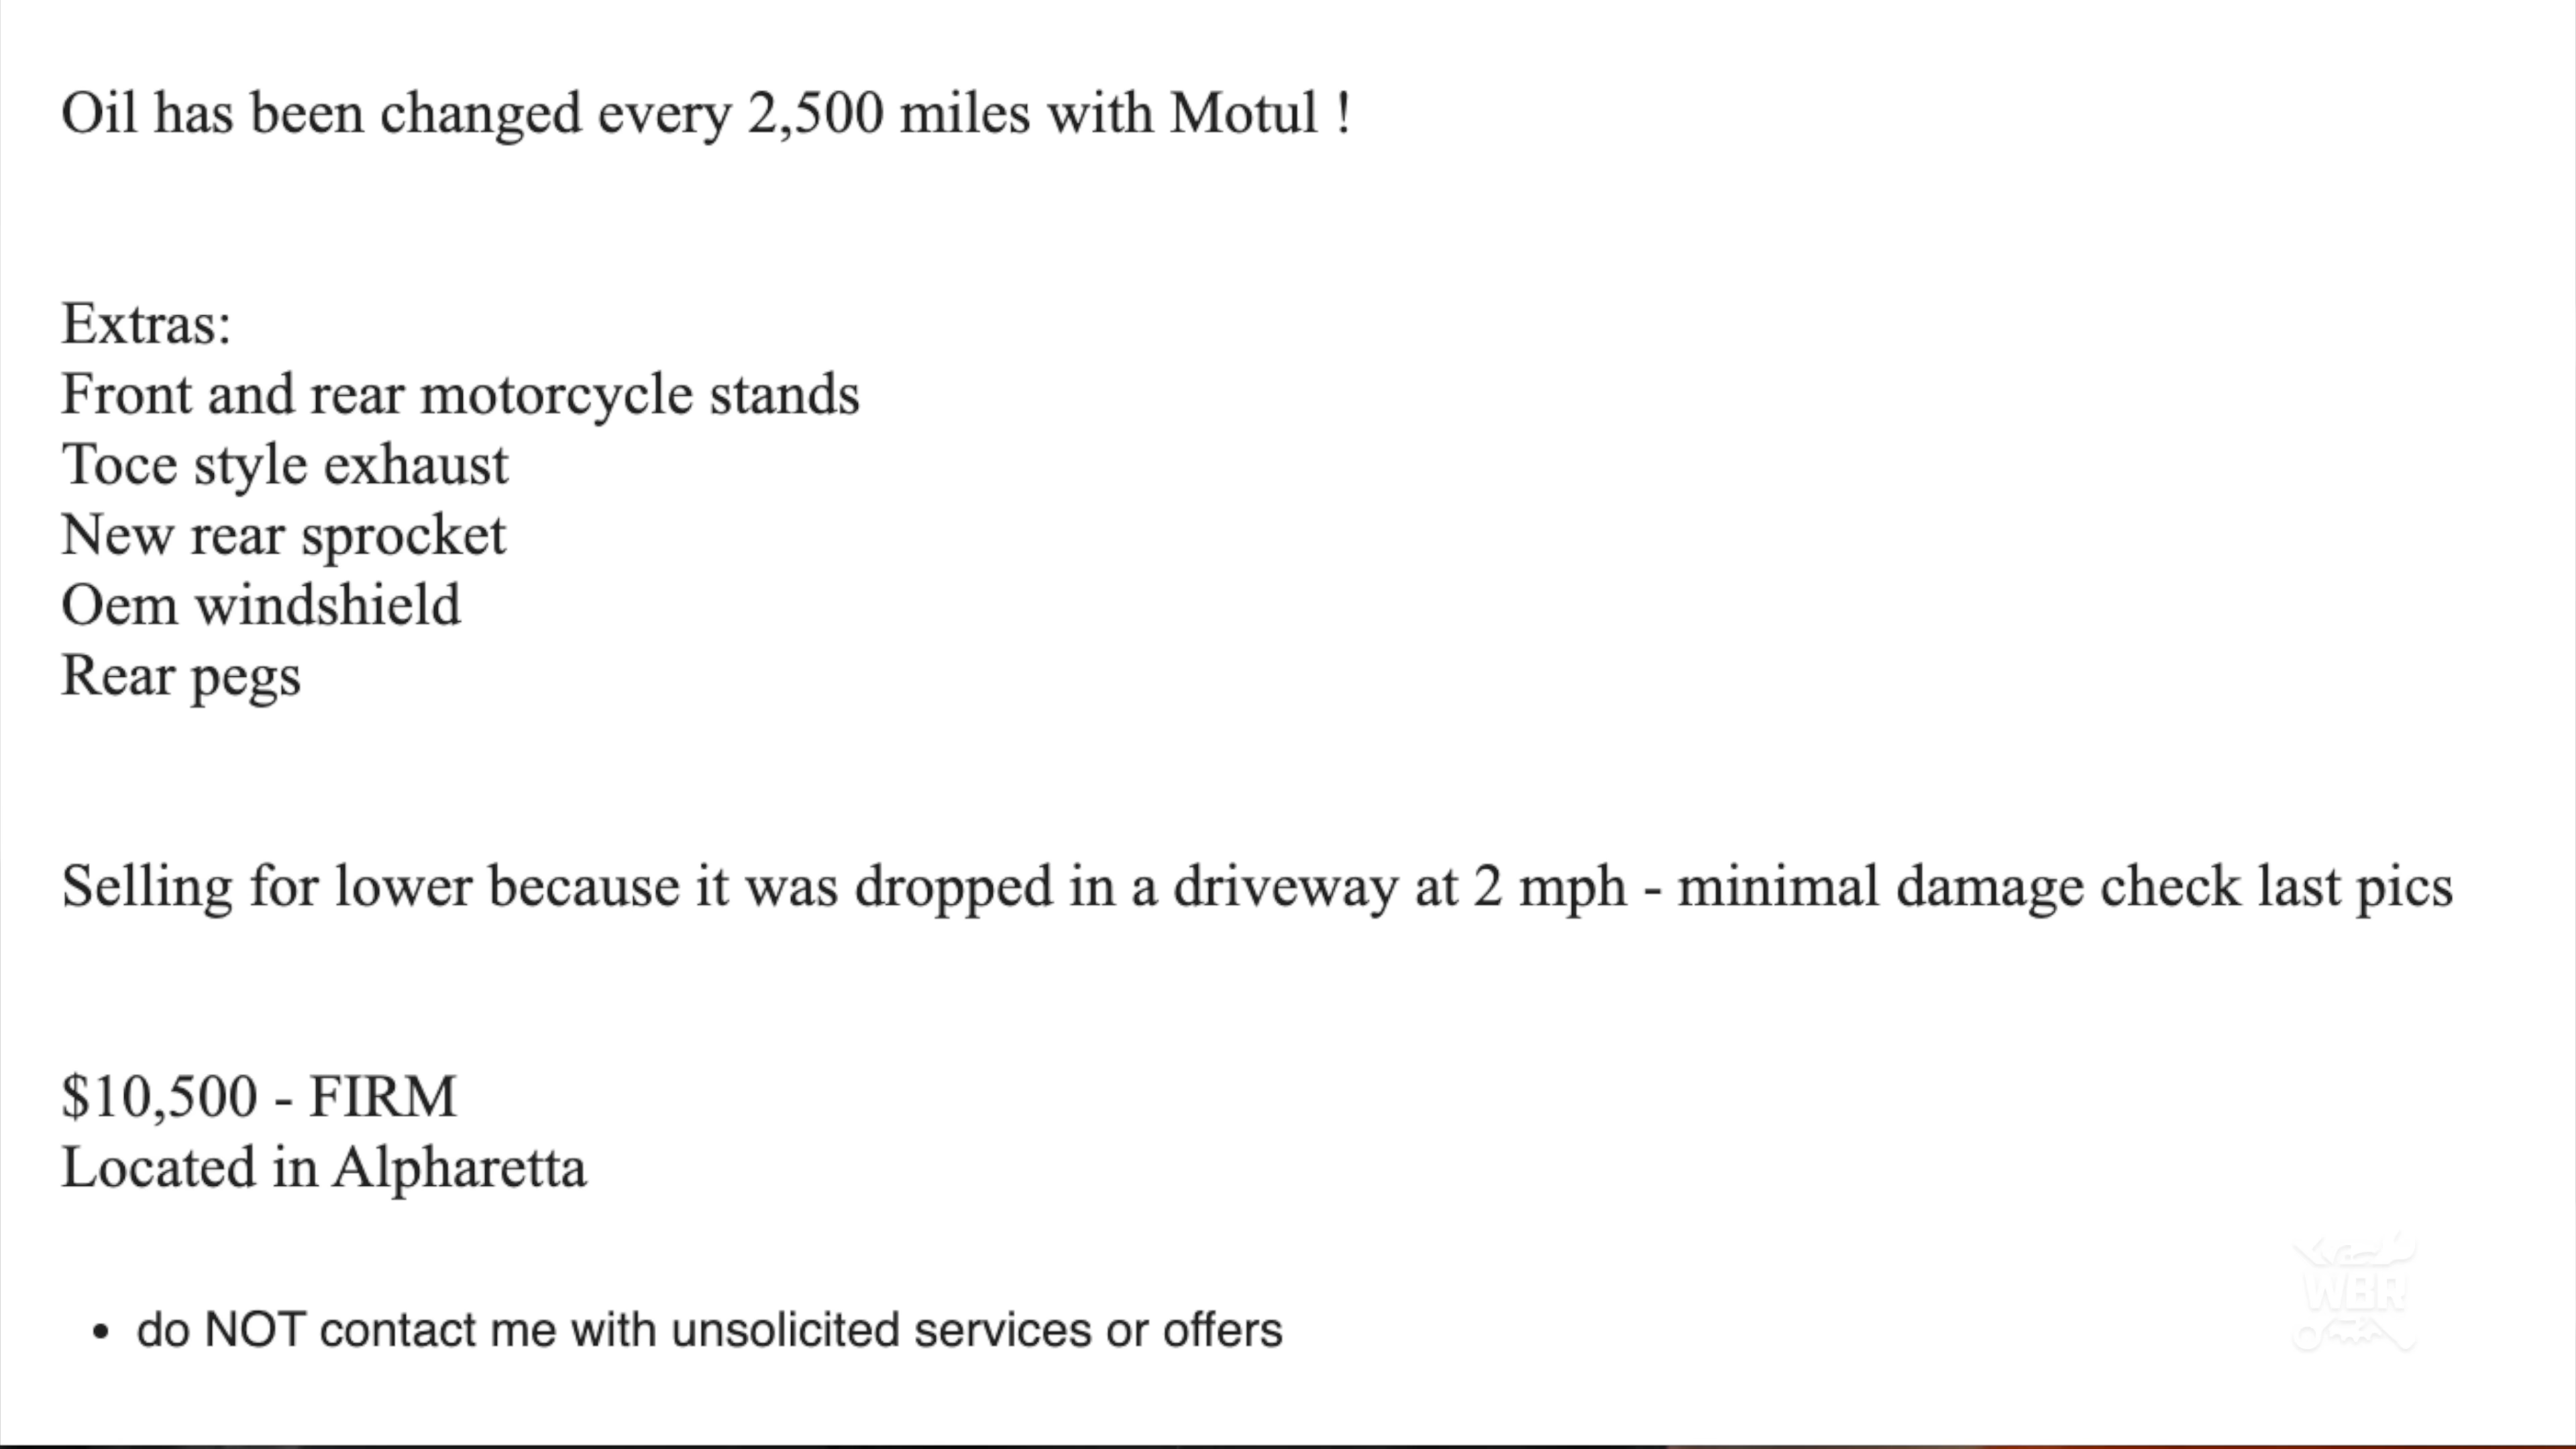 Oil has been changed every 2,500 miles with Motul !
Extras:
Front and rear motorcycle stands
Toce style exhaust
New rear sprocket
Oem windshield
Rear pegs
Selling for lower because it was dropped in a driveway at 2 mph - minimal damage check last pics
$10,500 - FIRM
Located in Alpharetta
• do NOT contact me with unsolicited services or offers
WBR